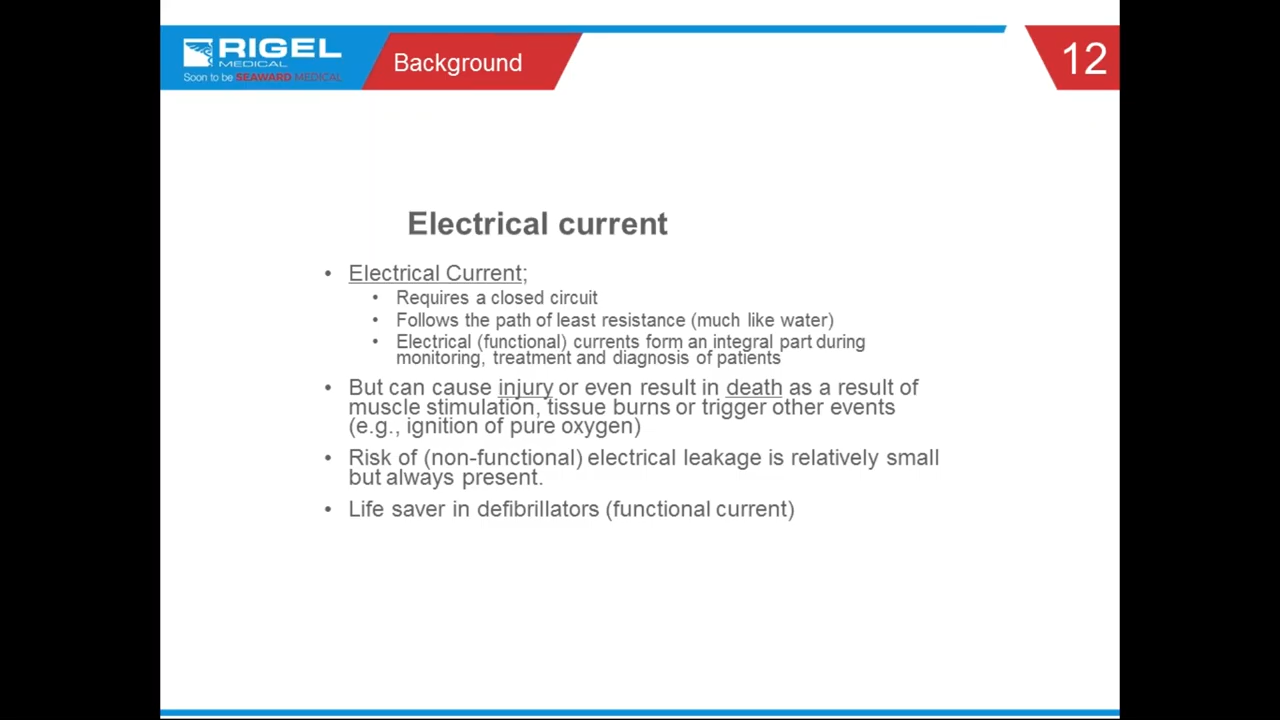 RIGEL
MEDICAL
Soon to be SEAWARD MEDICAL
Background
12
Electrical current
• Electrical Current;
• Requires a closed circuit
• Follows the path of least resistance (much like water)
• Electrical (functional) currents form an integral part during
monitoring, treatment and diagnosis of patients
• But can cause injury or even result in death as a result of
muscle stimulation, tissue burns or trigger other events
(e.g., ignition of pure oxygen)
• Risk of (non-functional) electrical leakage is relatively small
but always present.
• Life saver in defibrillators (functional current)